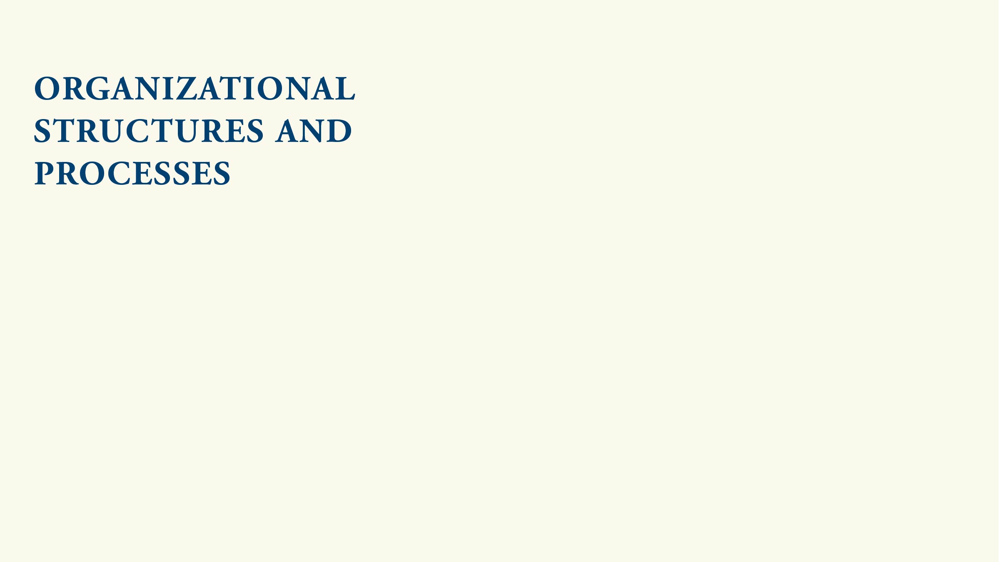 ORGANIZATIONAL
STRUCTURES AND
PROCESSES